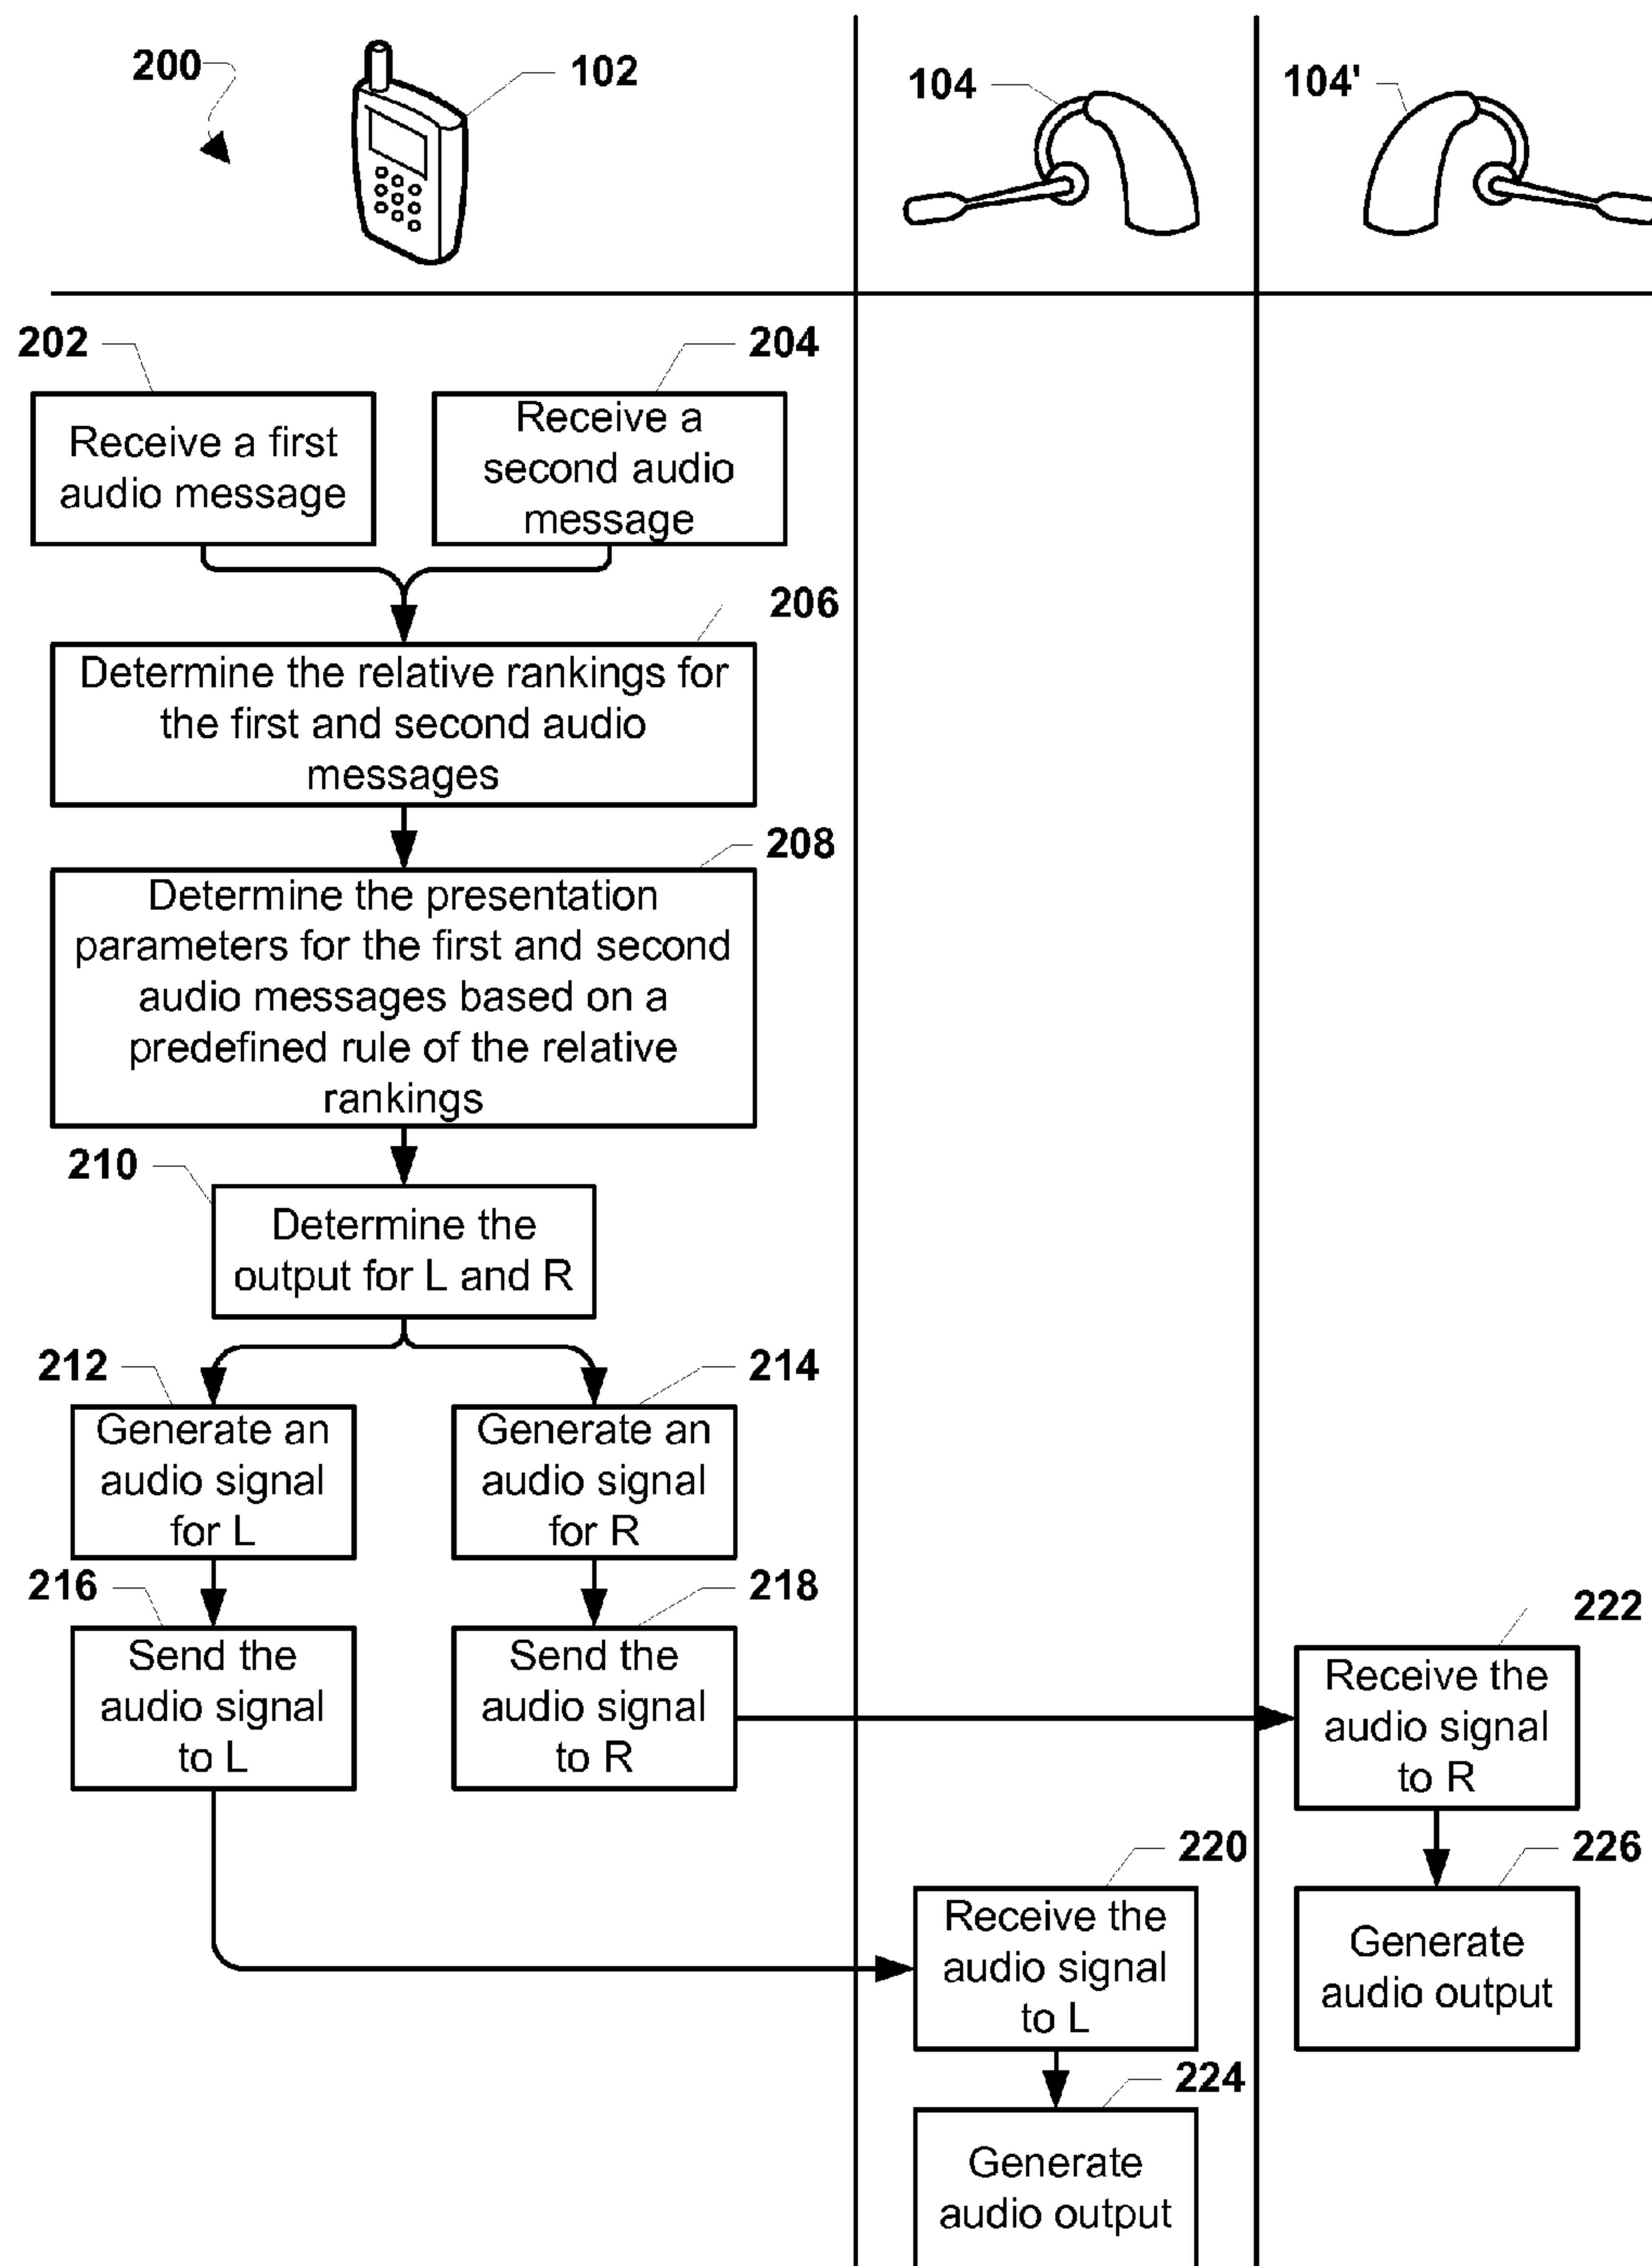 200
102
104
104'
202
204
Receive a first
audio message
Receive a
second audio
message
206
Determine the relative rankings for
the first and second audio
messages
208
Determine the presentation
parameters for the first and second
audio messages based on a
predefined rule of the relative
rankings
210
Determine the
output for L and R
212
214
Generate an
audio signal
for L
Generate an
audio signal
for R
216
218
Send the
audio signal
to L
Send the
audio signal
to R
222
Receive the
audio signal
to R
220
226
Receive the
audio signal
to L
Generate
audio output
224
Generate
audio output